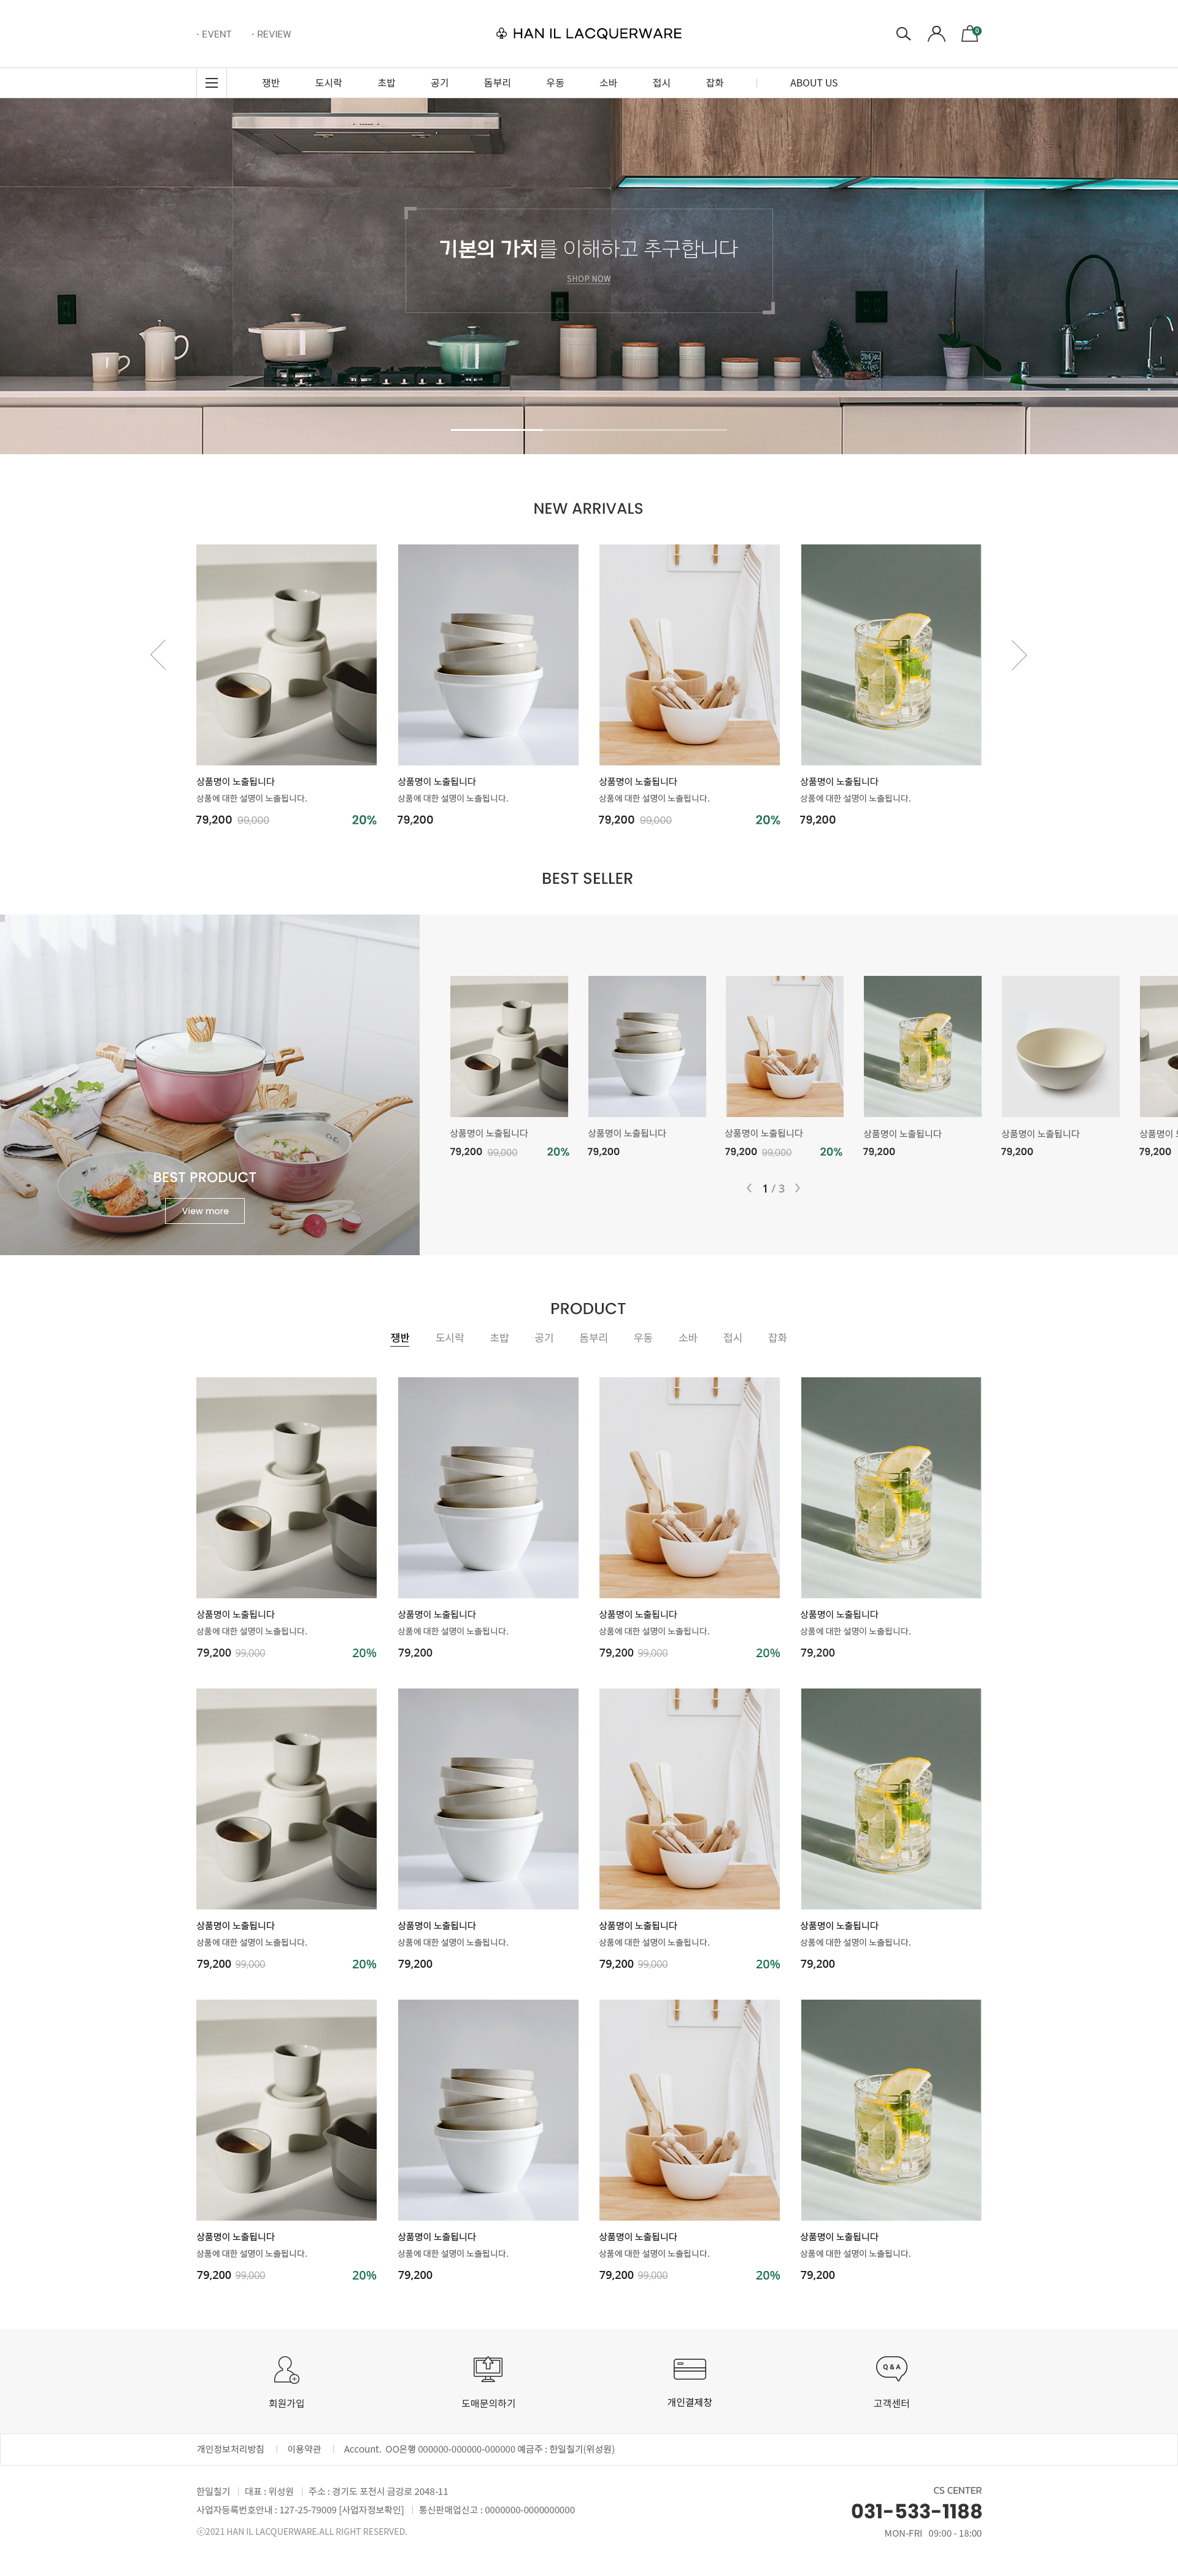 · EVENT · REVIEW HAN IL LACQUERWARE 0
쟁반 도시락 초밥 공기 돔부리 우동 소바 접시 잡화 | ABOUT US
기본의 가치를 이해하고 추구합니다
SHOP NOW
NEW ARRIVALS
상품명이 노출됩니다 상품명이 노출됩니다 상품명이 노출됩니다 상품명이 노출됩니다
상품에 대한 설명이 노출됩니다. 상품에 대한 설명이 노출됩니다. 상품에 대한 설명이 노출됩니다. 상품에 대한 설명이 노출됩니다.
79,200 99,000 20% 79,200 79,200 99,000 20% 79,200
BEST SELLER
BEST PRODUCT
View more
상품명이 노출됩니다 상품명이 노출됩니다 상품명이 노출됩니다 상품명이 노출됩니다 상품명이 노출됩니다 상품명이
79,200 99,000 20% 79,200 79,200 99,000 20% 79,200 79,200 79,200
1 / 3
PRODUCT
쟁반 도시락 초밥 공기 돔부리 우동 소바 접시 잡화
상품명이 노출됩니다 상품명이 노출됩니다 상품명이 노출됩니다 상품명이 노출됩니다
상품에 대한 설명이 노출됩니다. 상품에 대한 설명이 노출됩니다. 상품에 대한 설명이 노출됩니다. 상품에 대한 설명이 노출됩니다.
79,200 99,000 20% 79,200 79,200 99,000 20% 79,200
상품명이 노출됩니다 상품명이 노출됩니다 상품명이 노출됩니다 상품명이 노출됩니다
상품에 대한 설명이 노출됩니다. 상품에 대한 설명이 노출됩니다. 상품에 대한 설명이 노출됩니다. 상품에 대한 설명이 노출됩니다.
79,200 99,000 20% 79,200 79,200 99,000 20% 79,200
상품명이 노출됩니다 상품명이 노출됩니다 상품명이 노출됩니다 상품명이 노출됩니다
상품에 대한 설명이 노출됩니다. 상품에 대한 설명이 노출됩니다. 상품에 대한 설명이 노출됩니다. 상품에 대한 설명이 노출됩니다.
79,200 99,000 20% 79,200 79,200 99,000 20% 79,200
Q & A
회원가입 도매문의하기 개인결제창 고객센터
개인정보처리방침 | 이용약관 | Account. OO은행 000000-000000-000000 예금주 : 한일칠기(위성원)
한일칠기 | 대표 : 위성원 | 주소 : 경기도 포천시 금강로 2048-11
사업자등록번호안내 : 127-25-79009 [사업자정보확인] | 통신판매업신고 : 0000000-0000000000
ⓒ2021 HAN IL LACQUERWARE.ALL RIGHT RESERVED.
CS CENTER
031-533-1188
MON-FRI 09:00 - 18:00